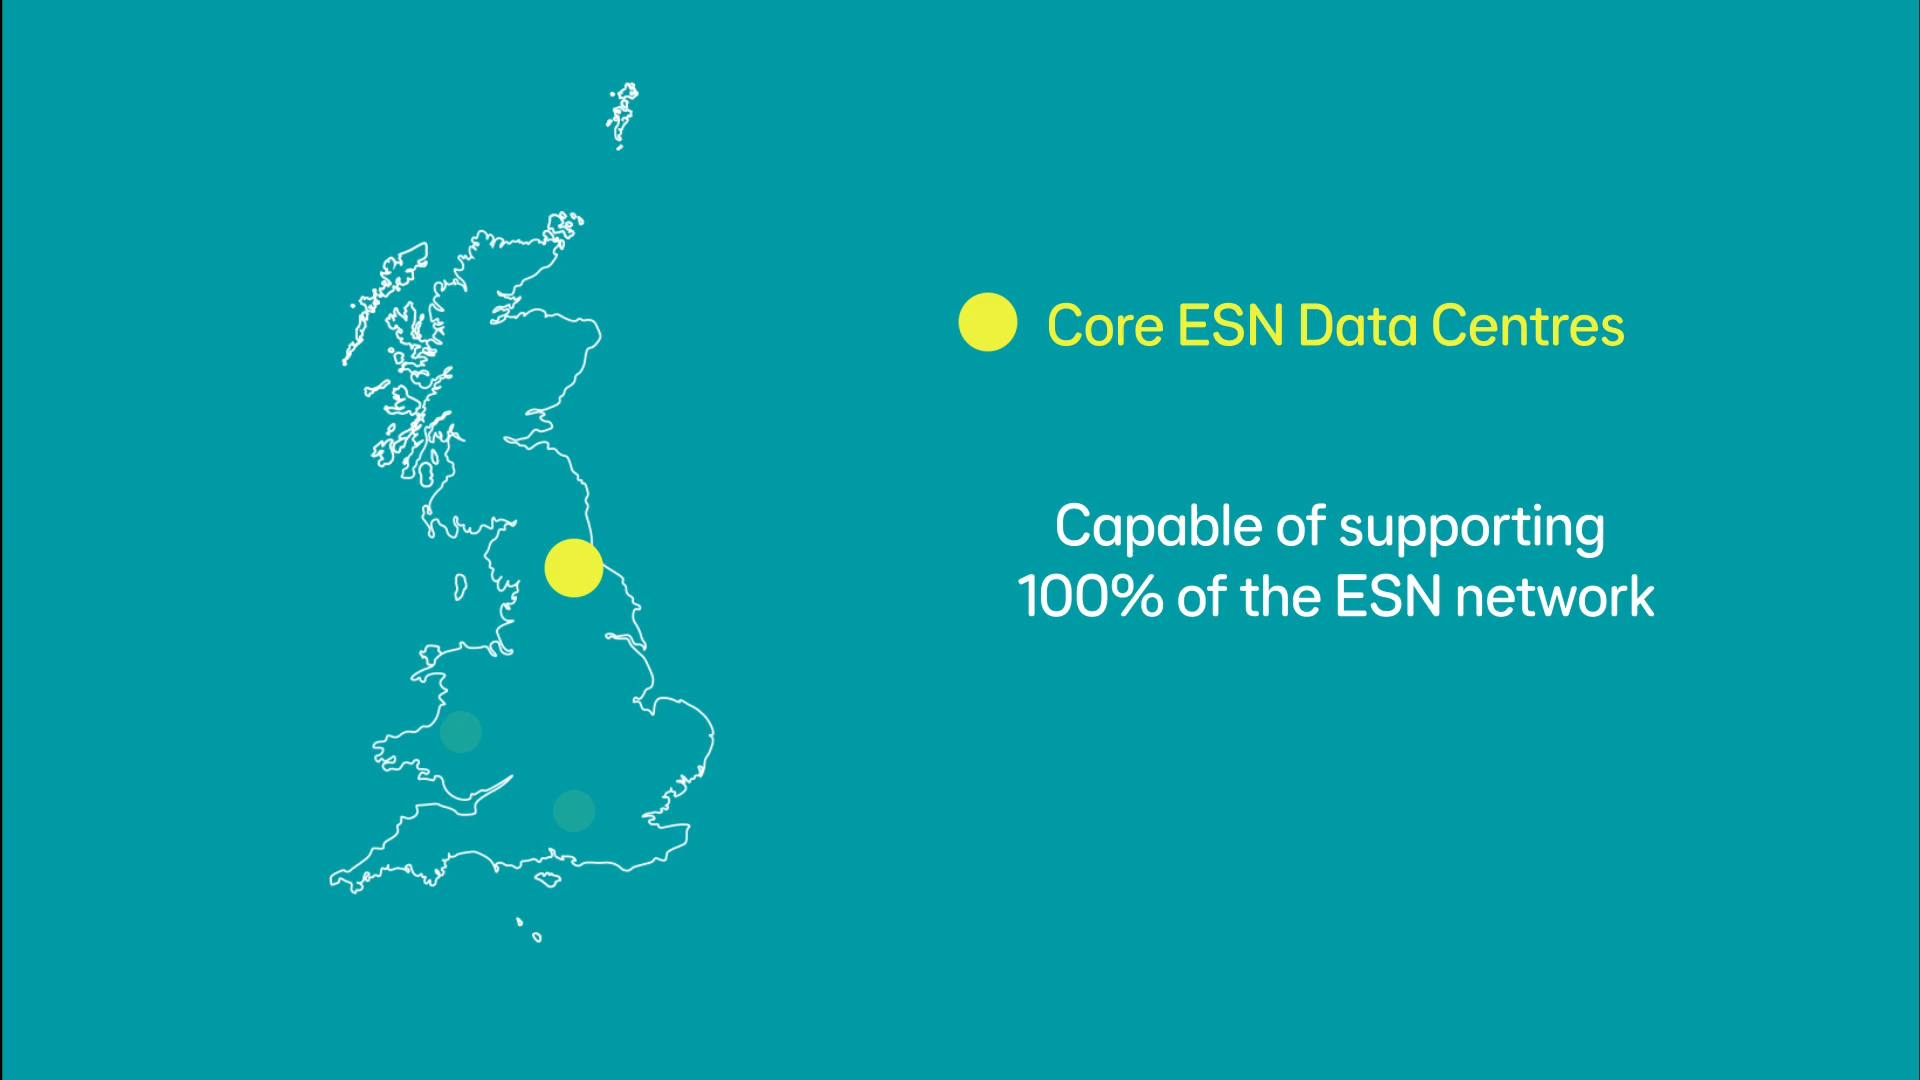 Core ESN Data Centres
Capable of supporting
100% of the ESN network